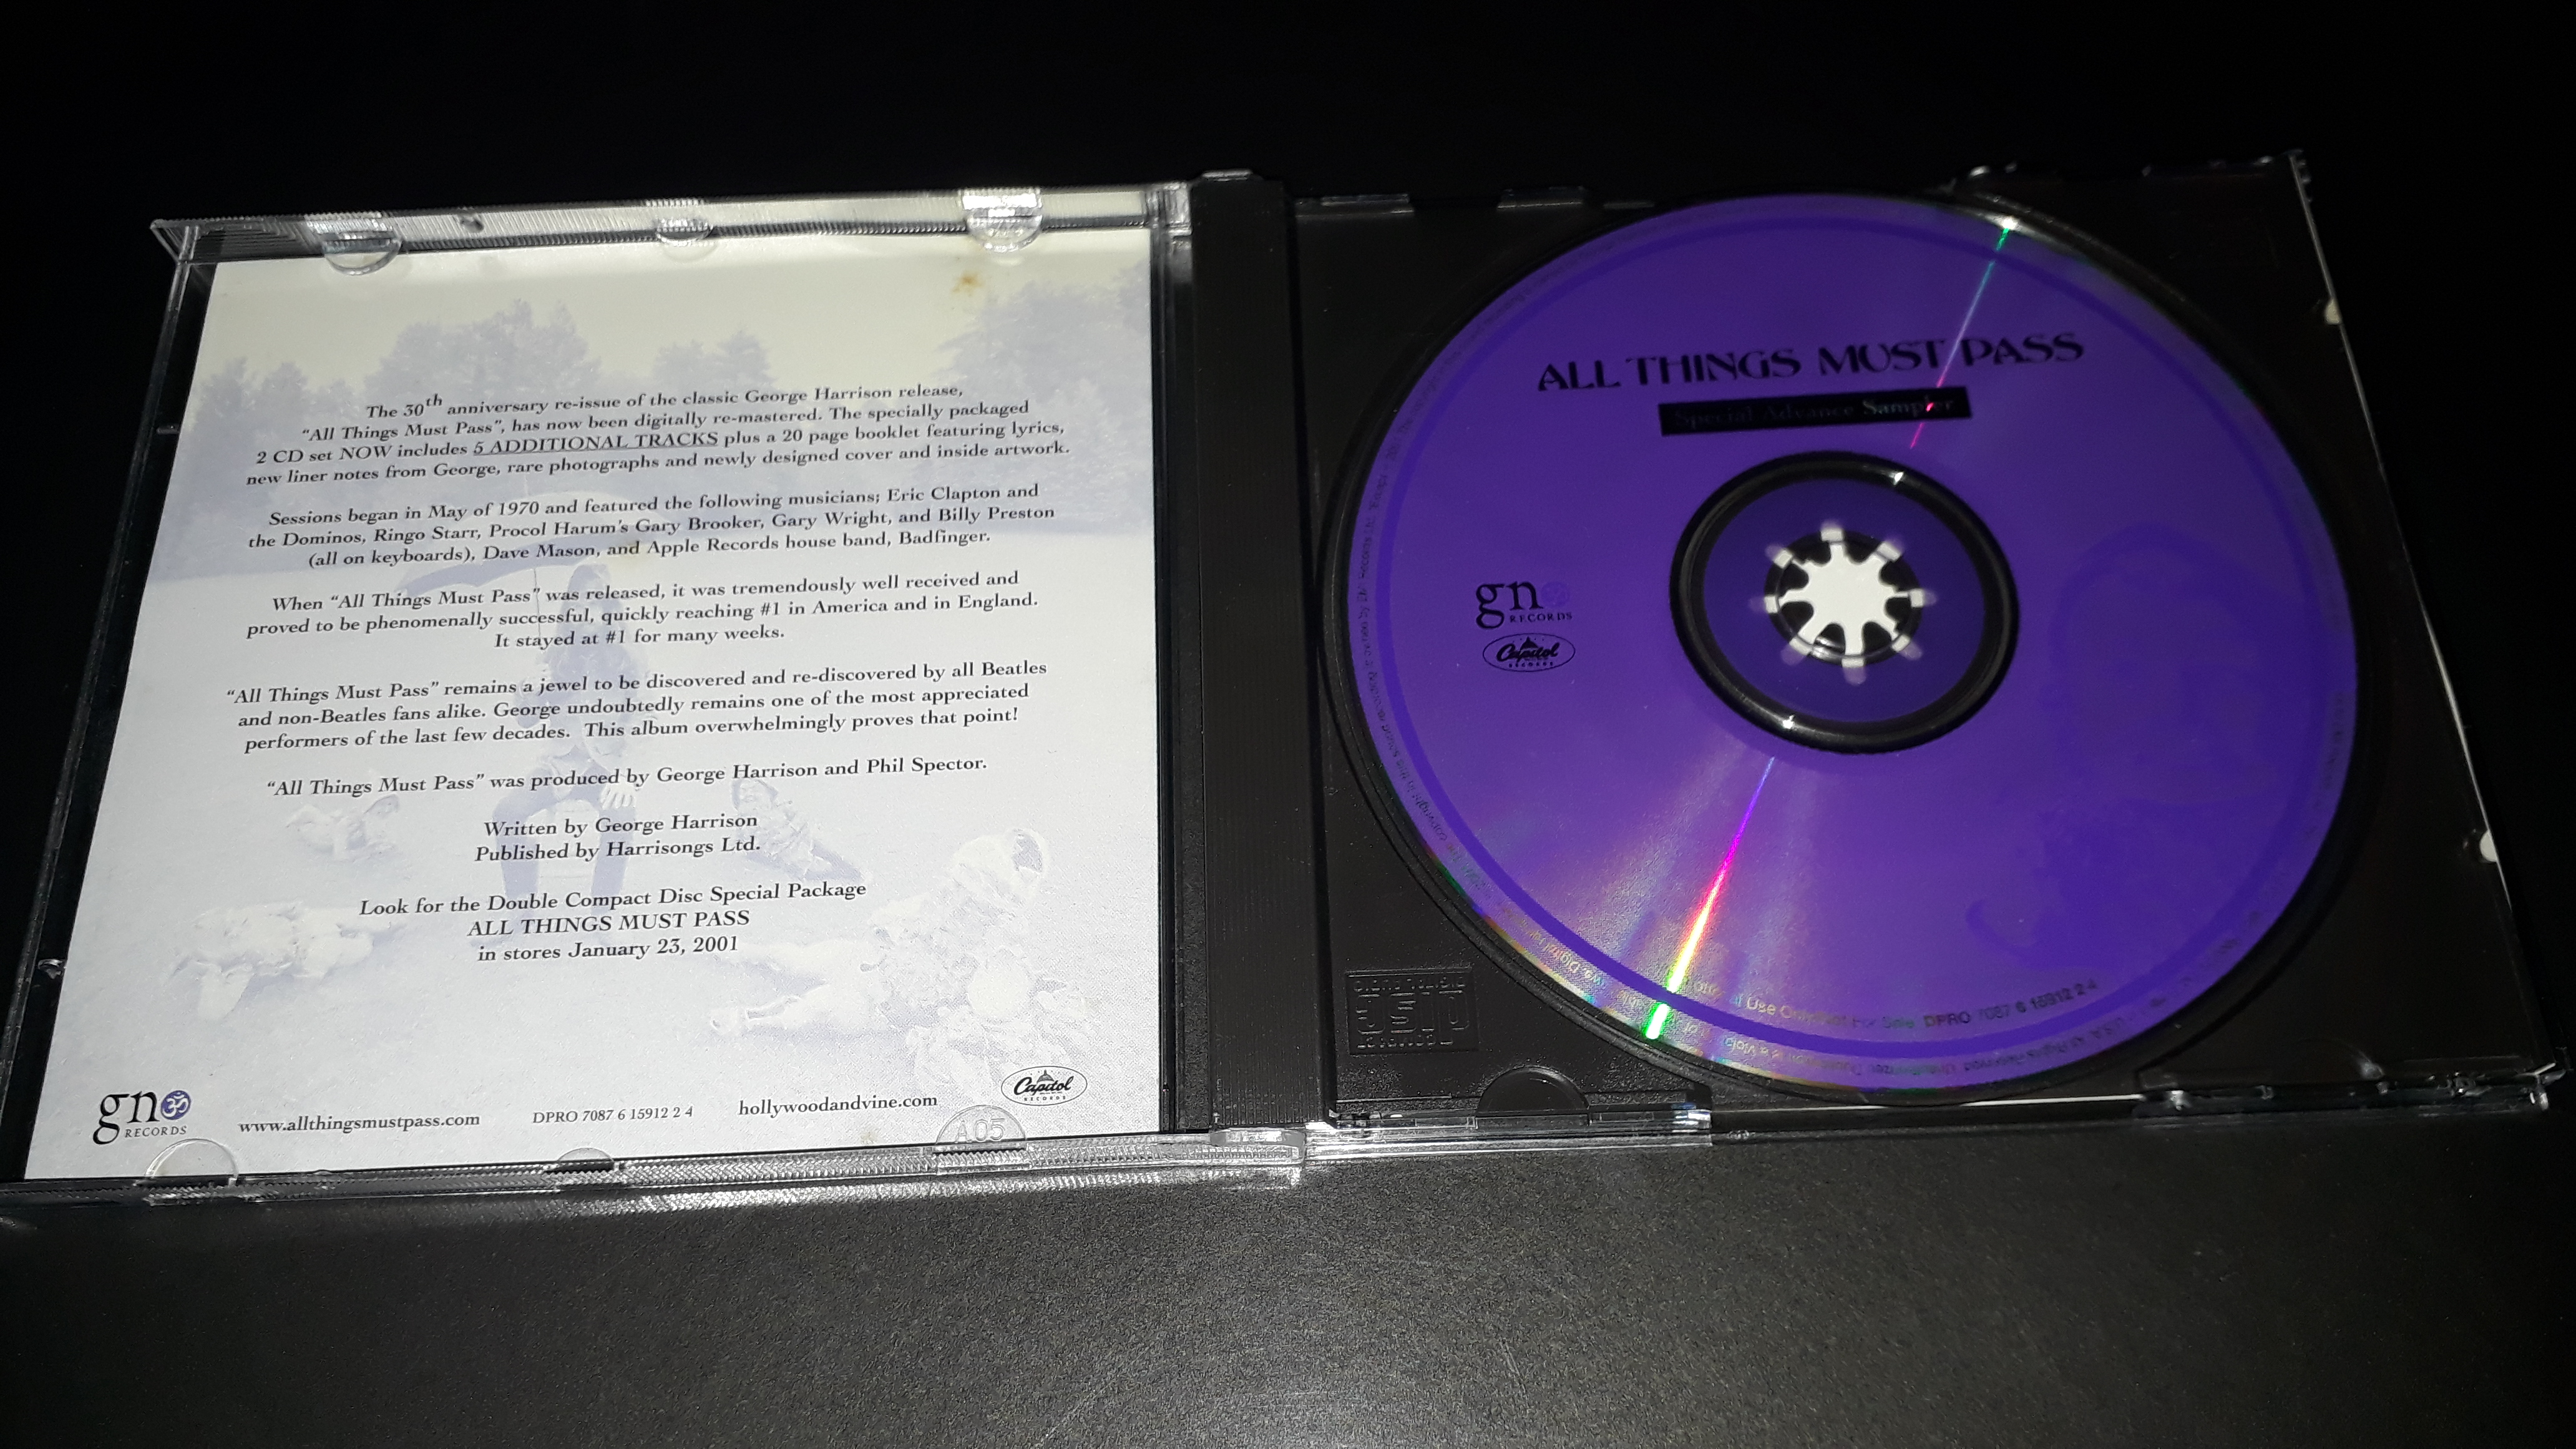 The 30th anniversary re-issue of the classic George Harrison release,
“All Things Must Pass”, has now been digitally re-mastered. The specially packaged
2 CD set NOW includes 5 ADDITIONAL TRACKS plus a 20 page booklet featuring lyrics,
new liner notes from George, rare photographs and newly designed cover and inside artwork.
Sessions began in May of 1970 and featured the following musicians; Eric Clapton and
the Dominos, Ringo Starr, Procol Harum's Gary Brooker, Gary Wright, and Billy Preston
(all on keyboards), Dave Mason, and Apple Records house band, Badfinger.
When “All Things Must Pass” was released, it was tremendously well received and
proved to be phenomenally successful, quickly reaching #1 in America and in England.
It stayed at #1 for many weeks.
“All Things Must Pass” remains a jewel to be discovered and re-discovered by all Beatles
and non-Beatles fans alike. George undoubtedly remains one of the most appreciated
performers of the last few decades. This album overwhelmingly proves that point!
“All Things Must Pass” was produced by George Harrison and Phil Spector.
Written by George Harrison
Published by Harrisongs Ltd.
Look for the Double Compact Disc Special Package
ALL THINGS MUST PASS
in stores January 23, 2001
gn ॐ
RECORDS
www.allthingsmustpass.com DPRO 7087 6 15912 2 4 hollywoodandvine.com
Capitol
RECORDS
A05
ALL THINGS MUST PASS
Special Advance Sampler
gn
RECORDS
Capitol
RECORDS
Use Only. Not For Sale. DPRO 7087 6 15912 2 4
COMPACT
disc
DIGITAL AUDIO